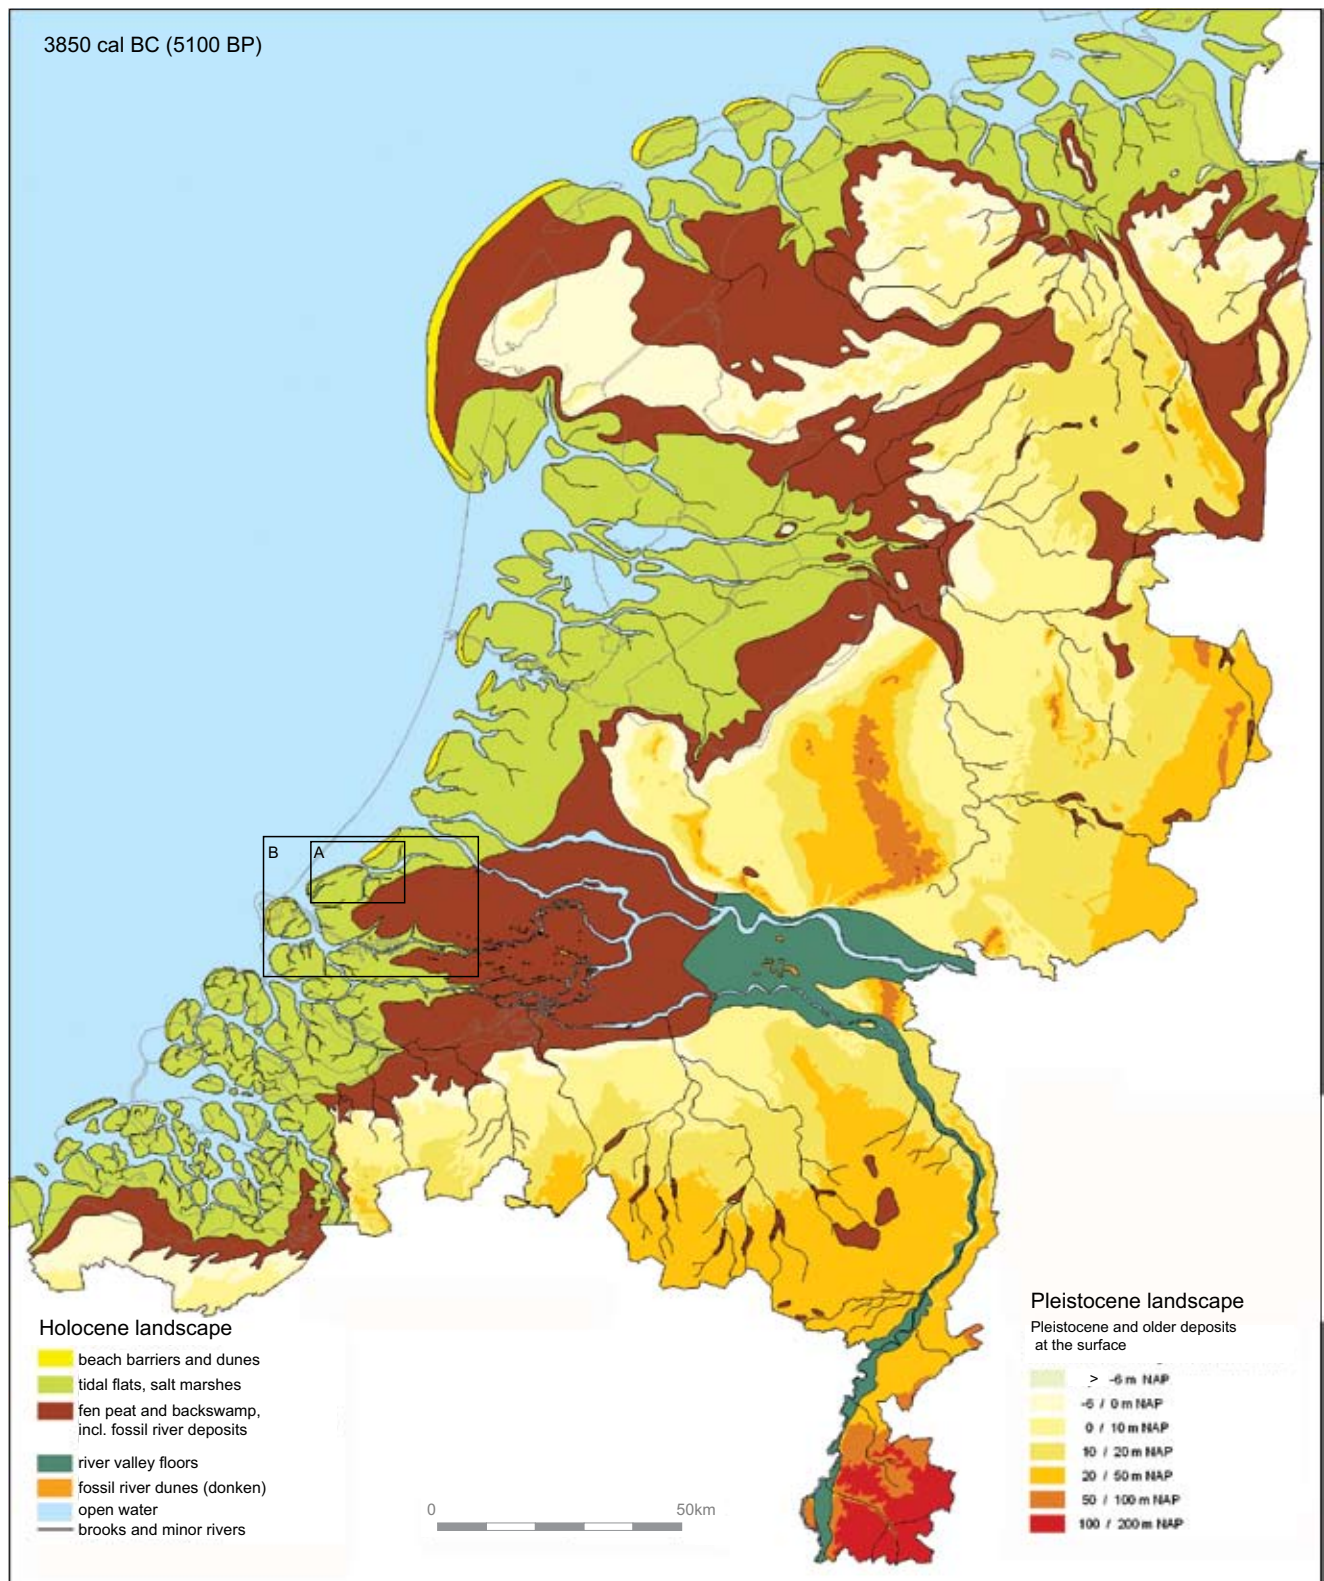 3850 cal BC (5100 BP)
B
A
Holocene landscape
beach barriers and dunes
tidal flats, salt marshes
fen peat and backswamp,
incl. fossil river deposits
river valley floors
fossil river dunes (donken)
open water
brooks and minor rivers
0 50km
Pleistocene landscape
Pleistocene and older deposits
at the surface
> -6 m NAP
-6 / 0 m NAP
0 / 10 m NAP
10 / 20 m NAP
20 / 50 m NAP
50 / 100 m NAP
100 / 200 m NAP